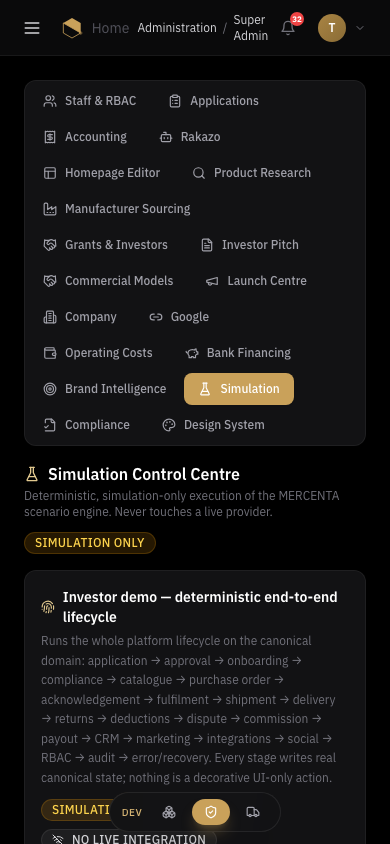 Home Administration / Super Admin 32 T
Staff & RBAC Applications
Accounting Rakazo
Homepage Editor Product Research
Manufacturer Sourcing
Grants & Investors Investor Pitch
Commercial Models Launch Centre
Company Google
Operating Costs Bank Financing
Brand Intelligence Simulation
Compliance Design System
Simulation Control Centre
Deterministic, simulation-only execution of the MERCENTA
scenario engine. Never touches a live provider.
SIMULATION ONLY
Investor demo — deterministic end-to-end
lifecycle
Runs the whole platform lifecycle on the canonical
domain: application → approval → onboarding →
compliance → catalogue → purchase order →
acknowledgement → fulfilment → shipment → delivery
→ returns → deductions → dispute → commission →
payout → CRM → marketing → integrations → social →
RBAC → audit → error/recovery. Every stage writes real
canonical state; nothing is a decorative UI-only action.
SIMULATI DEV
NO LIVE INTEGRATION